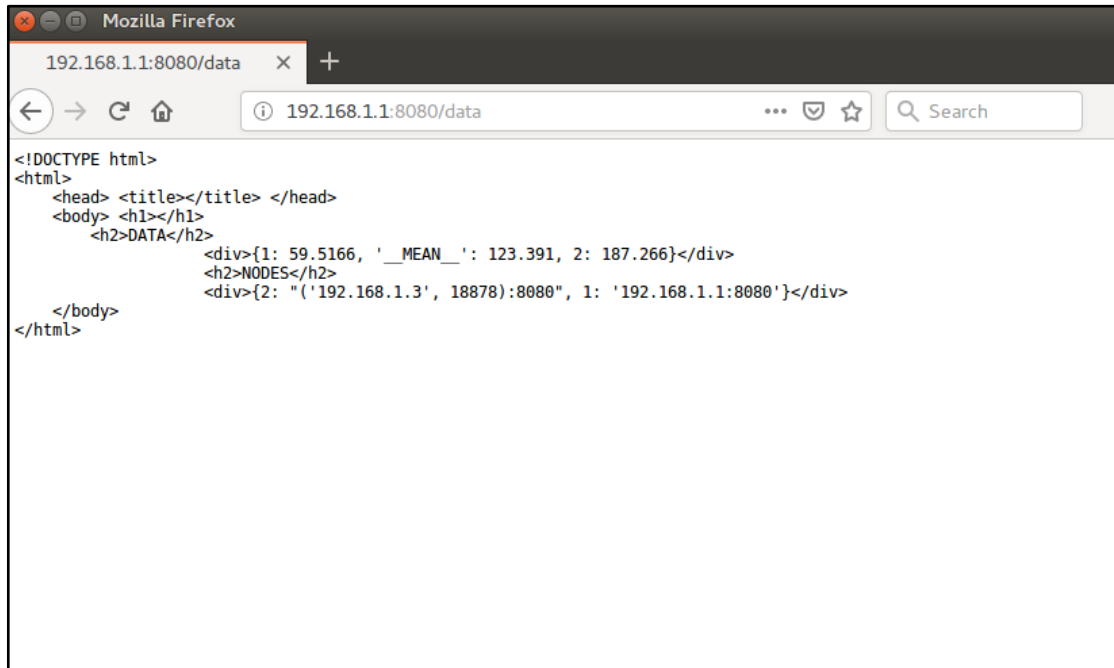 Mozilla Firefox
192.168.1.1:8080/data
192.168.1.1:8080/data
Search
<!DOCTYPE html>
<html>
    <head> <title></title> </head>
    <body> <h1></h1>
        <h2>DATA</h2>
                    <div>{1: 59.5166, '__MEAN__': 123.391, 2: 187.266}</div>
                    <h2>NODES</h2>
                    <div>{2: "('192.168.1.3', 18878):8080", 1: '192.168.1.1:8080'}</div>
    </body>
</html>